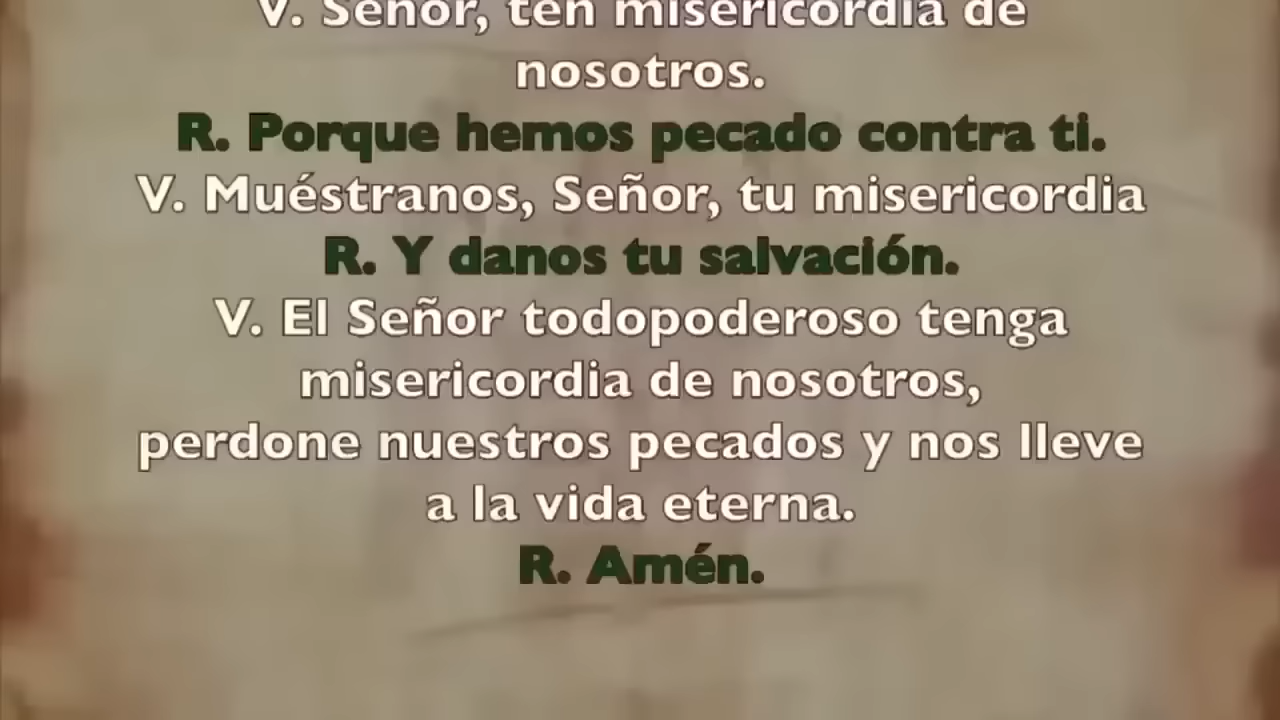 V. Señor, ten misericordia de
nosotros.
R. Porque hemos pecado contra ti.
V. Muéstranos, Señor, tu misericordia
R. Y danos tu salvación.
V. El Señor todopoderoso tenga
misericordia de nosotros,
perdone nuestros pecados y nos lleve
a la vida eterna.
R. Amén.